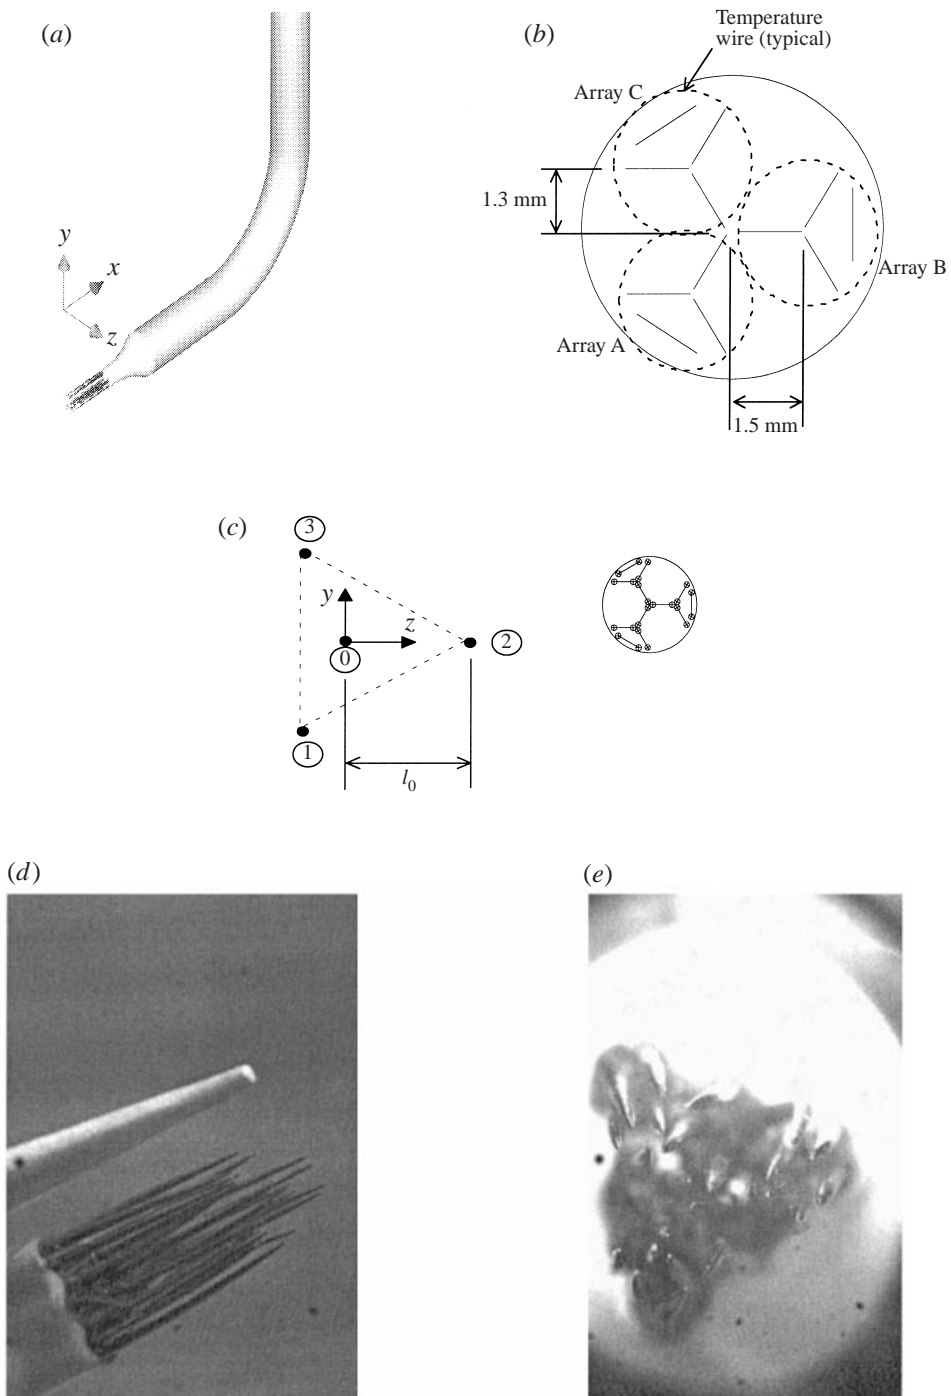 (a)
(b)
Temperature
wire (typical)
Array C
1.3 mm
y
x
z
Array B
Array A
1.5 mm
(c)
3
y
z
0
2
1
l0
(d)
(e)